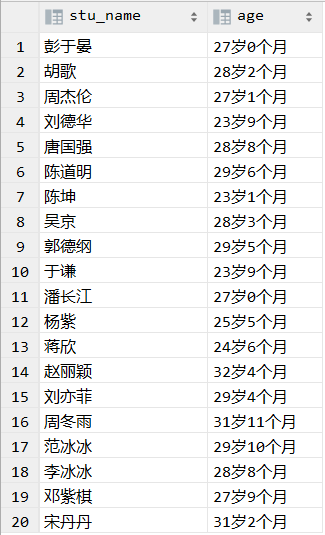 stu_name age
1 彭于晏 27岁0个月
2 胡歌 28岁2个月
3 周杰伦 27岁1个月
4 刘德华 23岁9个月
5 唐国强 28岁8个月
6 陈道明 29岁6个月
7 陈坤 23岁1个月
8 吴京 28岁3个月
9 郭德纲 29岁5个月
10 于谦 23岁9个月
11 潘长江 27岁0个月
12 杨紫 25岁5个月
13 蒋欣 24岁6个月
14 赵丽颖 32岁4个月
15 刘亦菲 29岁4个月
16 周冬雨 31岁11个月
17 范冰冰 29岁10个月
18 李冰冰 28岁8个月
19 邓紫棋 27岁9个月
20 宋丹丹 31岁2个月